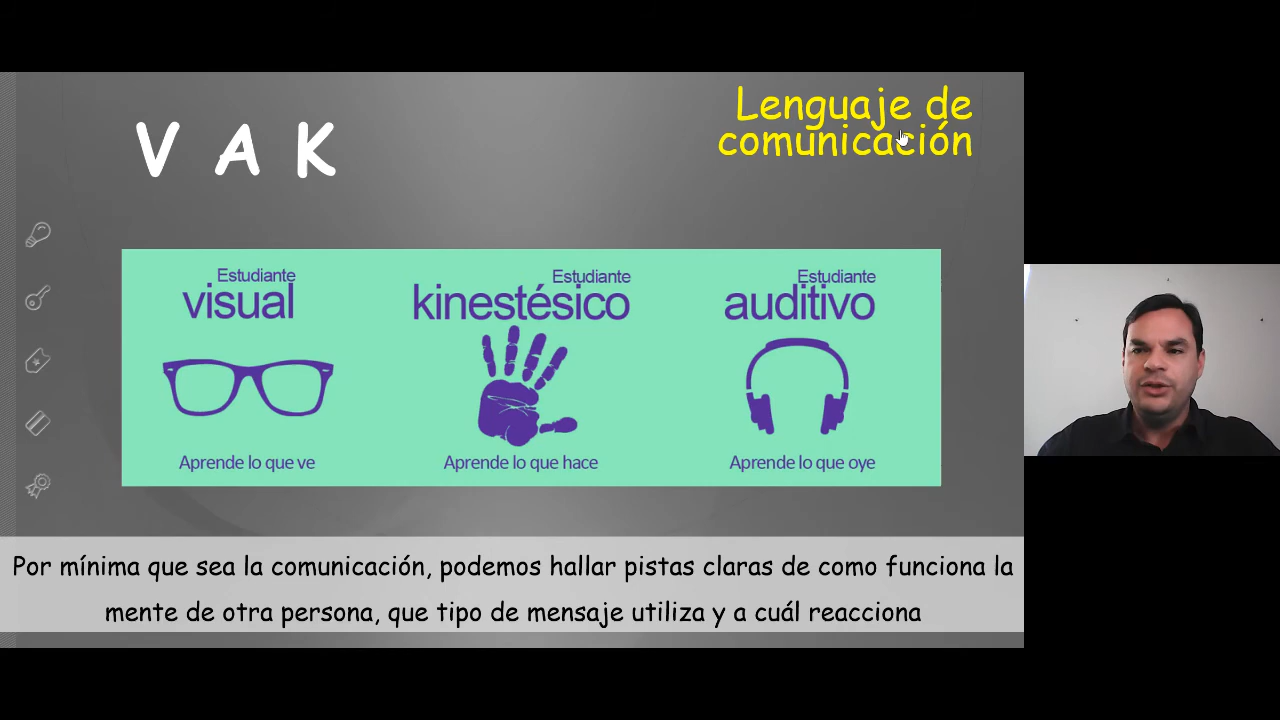 V A K
Lenguaje de
comunicación
Estudiante
visual
Aprende lo que ve
Estudiante
kinestésico
Aprende lo que hace
Estudiante
auditivo
Aprende lo que oye
Por mínima que sea la comunicación, podemos hallar pistas claras de como funciona la
mente de otra persona, que tipo de mensaje utiliza y a cuál reacciona